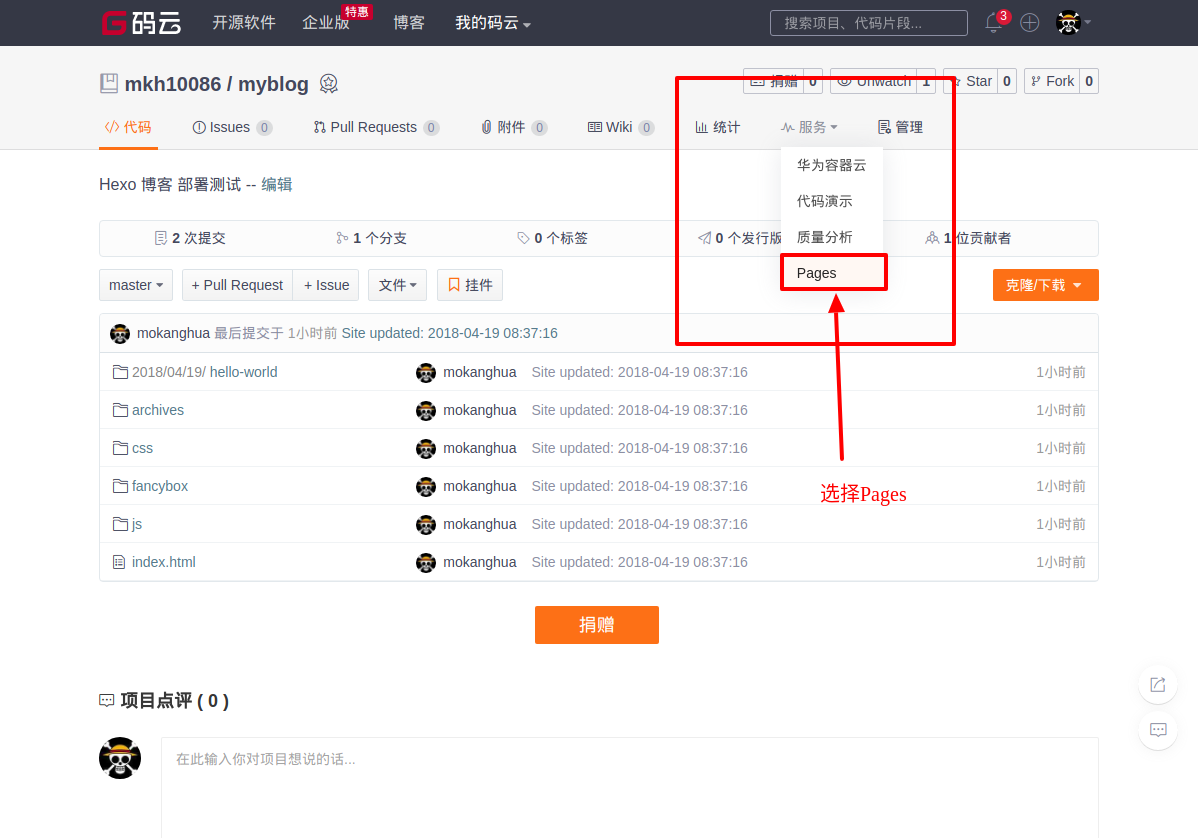 码云 开源软件 企业版 特惠 博客 我的码云 搜索项目、代码片段... 3
mkh10086 / myblog 捐赠 0 Unwatch 1 Star 0 Fork 0
代码 Issues 0 Pull Requests 0 附件 0 Wiki 0 统计 服务 管理
华为容器云
代码演示
质量分析
Pages
Hexo 博客 部署测试 -- 编辑
2 次提交 1 个分支 0 个标签 0 个发行版 1 位贡献者
master + Pull Request + Issue 文件 挂件 克隆/下载
mokanghua 最后提交于 1小时前 Site updated: 2018-04-19 08:37:16
2018/04/19/ hello-world mokanghua Site updated: 2018-04-19 08:37:16 1小时前
archives mokanghua Site updated: 2018-04-19 08:37:16 1小时前
css mokanghua Site updated: 2018-04-19 08:37:16 1小时前
fancybox mokanghua Site updated: 2018-04-19 08:37:16 1小时前
选择Pages
js mokanghua Site updated: 2018-04-19 08:37:16 1小时前
index.html mokanghua Site updated: 2018-04-19 08:37:16 1小时前
捐赠
项目点评 ( 0 )
在此输入你对项目想说的话...